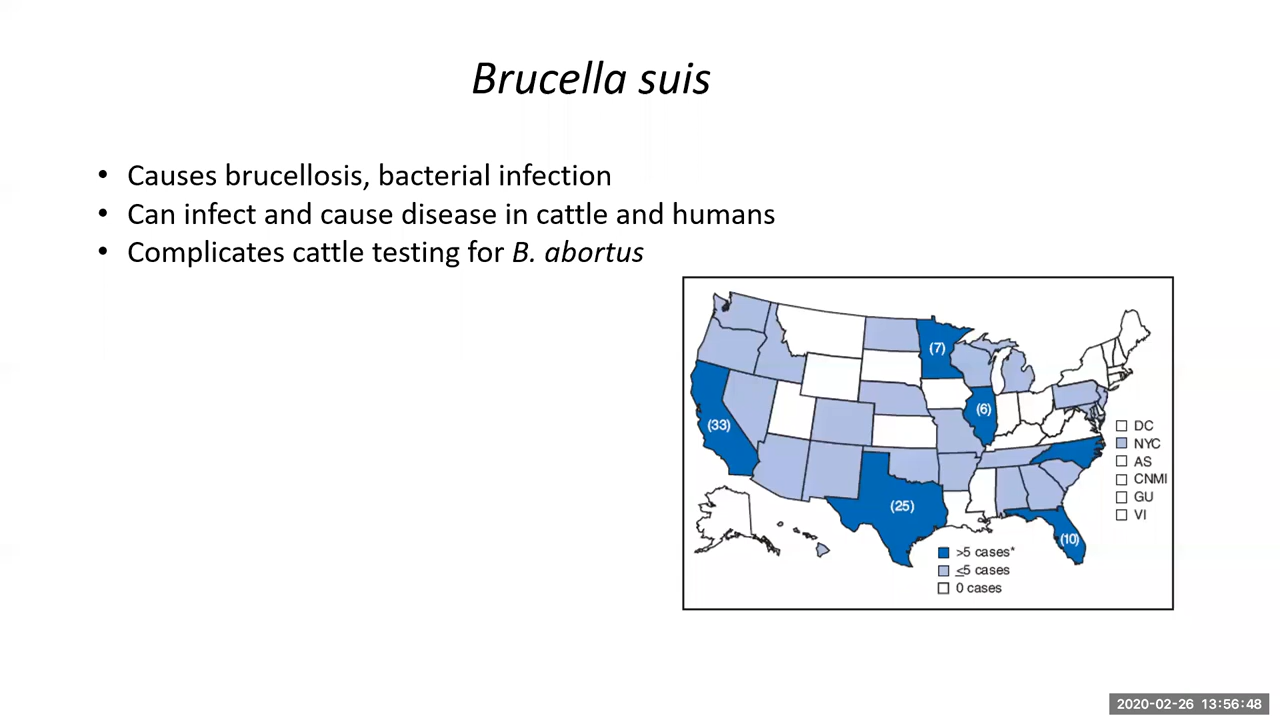 Brucella suis
• Causes brucellosis, bacterial infection
• Can infect and cause disease in cattle and humans
• Complicates cattle testing for B. abortus
(7)
(6)
(33)
(25)
(10)
DC
NYC
AS
CNMI
GU
VI
>5 cases*
≤5 cases
0 cases
2020-02-26 13:56:48